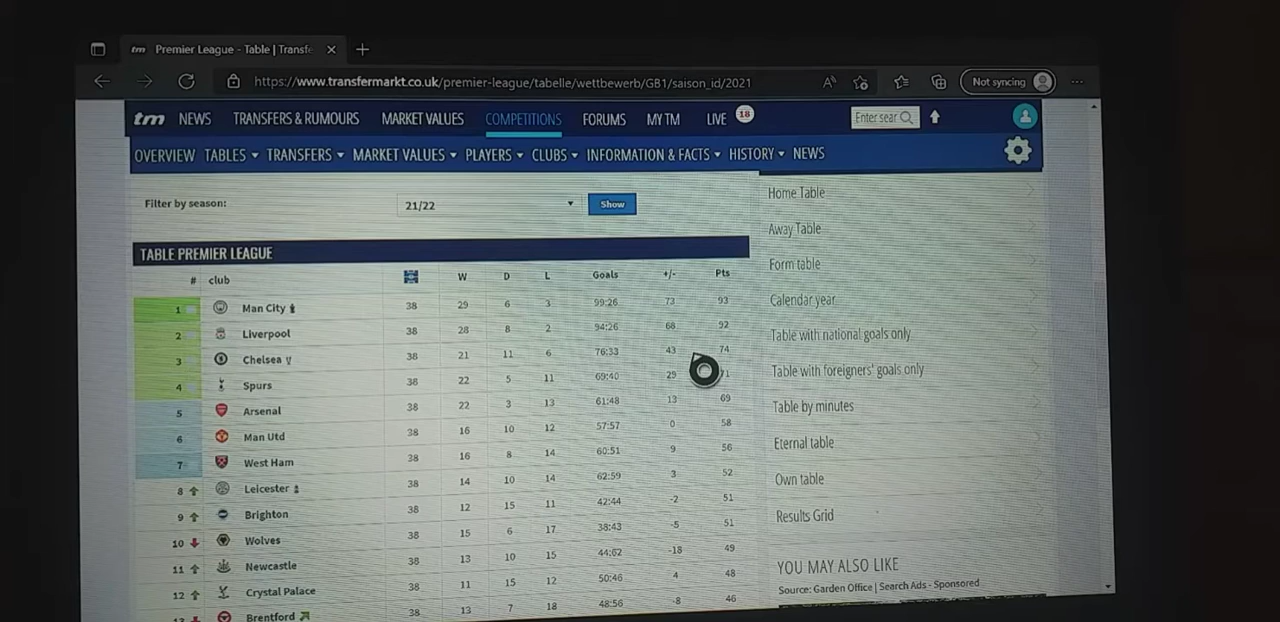 tm Premier League - Table | Transfe
https://www.transfermarkt.co.uk/premier-league/tabelle/wettbewerb/GB1/saison_id/2021
Not syncing
tm NEWS TRANSFERS & RUMOURS MARKET VALUES COMPETITIONS FORUMS MY TM LIVE 18 Enter sear
OVERVIEW TABLES TRANSFERS MARKET VALUES PLAYERS CLUBS INFORMATION & FACTS HISTORY NEWS
Filter by season: 21/22 Show
TABLE PREMIER LEAGUE
# club W D L Goals +/- Pts
1 Man City 38 29 6 3 99:26 73 93
2 Liverpool 38 28 8 2 94:26 68 92
3 Chelsea 38 21 11 6 76:33 43 74
4 Spurs 38 22 5 11 69:40 29
5 Arsenal 38 22 3 13 61:48 13 69
6 Man Utd 38 16 10 12 57:57 0 58
7 West Ham 38 16 8 14 60:51 9 56
8 Leicester 38 14 10 14 62:59 3 52
9 Brighton 38 12 15 11 42:44 -2 51
10 Wolves 38 15 6 17 38:43 -5 51
11 Newcastle 38 13 10 15 44:62 -18 49
12 Crystal Palace 38 11 15 12 50:46 4 48
13 Brentford 38 13 7 18 48:56 -8 46
Home Table
Away Table
Form table
Calendar year
Table with national goals only
Table with foreigners' goals only
Table by minutes
Eternal table
Own table
Results Grid
YOU MAY ALSO LIKE
Source: Garden Office | Search Ads - Sponsored